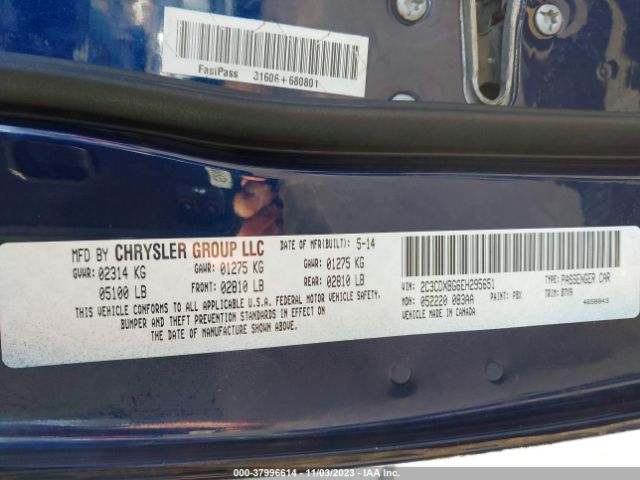 FastPass 31606+680801
MFD BY CHRYSLER GROUP LLC DATE OF MFR(BUILT): 5-14
GVWR: 02314 KG GAWR: 01275 KG GAWR: 01275 KG
05100 LB FRONT: 02810 LB REAR: 02810 LB
THIS VEHICLE CONFORMS TO ALL APPLICABLE U.S.A. FEDERAL MOTOR VEHICLE SAFETY,
BUMPER AND THEFT PREVENTION STANDARDS IN EFFECT ON
THE DATE OF MANUFACTURE SHOWN ABOVE.
VIN: 2C3CDXBG6EH295651 TYPE: PASSENGER CAR
MDH: 052220 083AA PAINT: PBX TRIM: BTX9
VEHICLE MADE IN CANADA 4658843
000-37996614 - 11/03/2023 - IAA Inc.